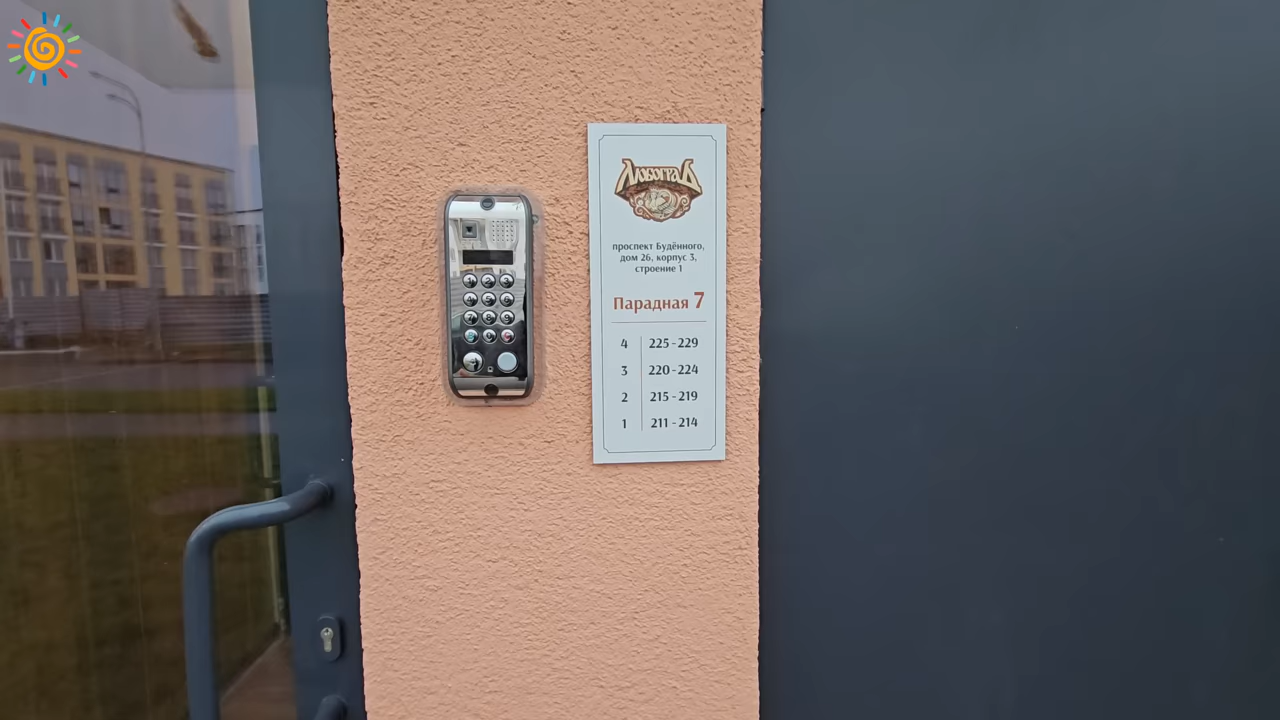 ЛЮБОГРАД
проспект Будённого,
дом 26, корпус 3,
строение 1
Парадная 7
4 225-229
3 220-224
2 215-219
1 211-214